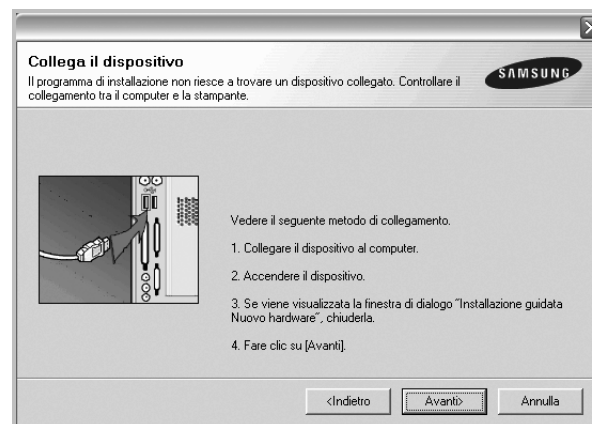 Collega il dispositivo
Il programma di installazione non riesce a trovare un dispositivo collegato. Controllare il
collegamento tra il computer e la stampante.
SAMSUNG
Vedere il seguente metodo di collegamento.
1. Collegare il dispositivo al computer.
2. Accendere il dispositivo.
3. Se viene visualizzata la finestra di dialogo "Installazione guidata
Nuovo hardware", chiuderla.
4. Fare clic su [Avanti].
<Indietro
Avanti>
Annulla